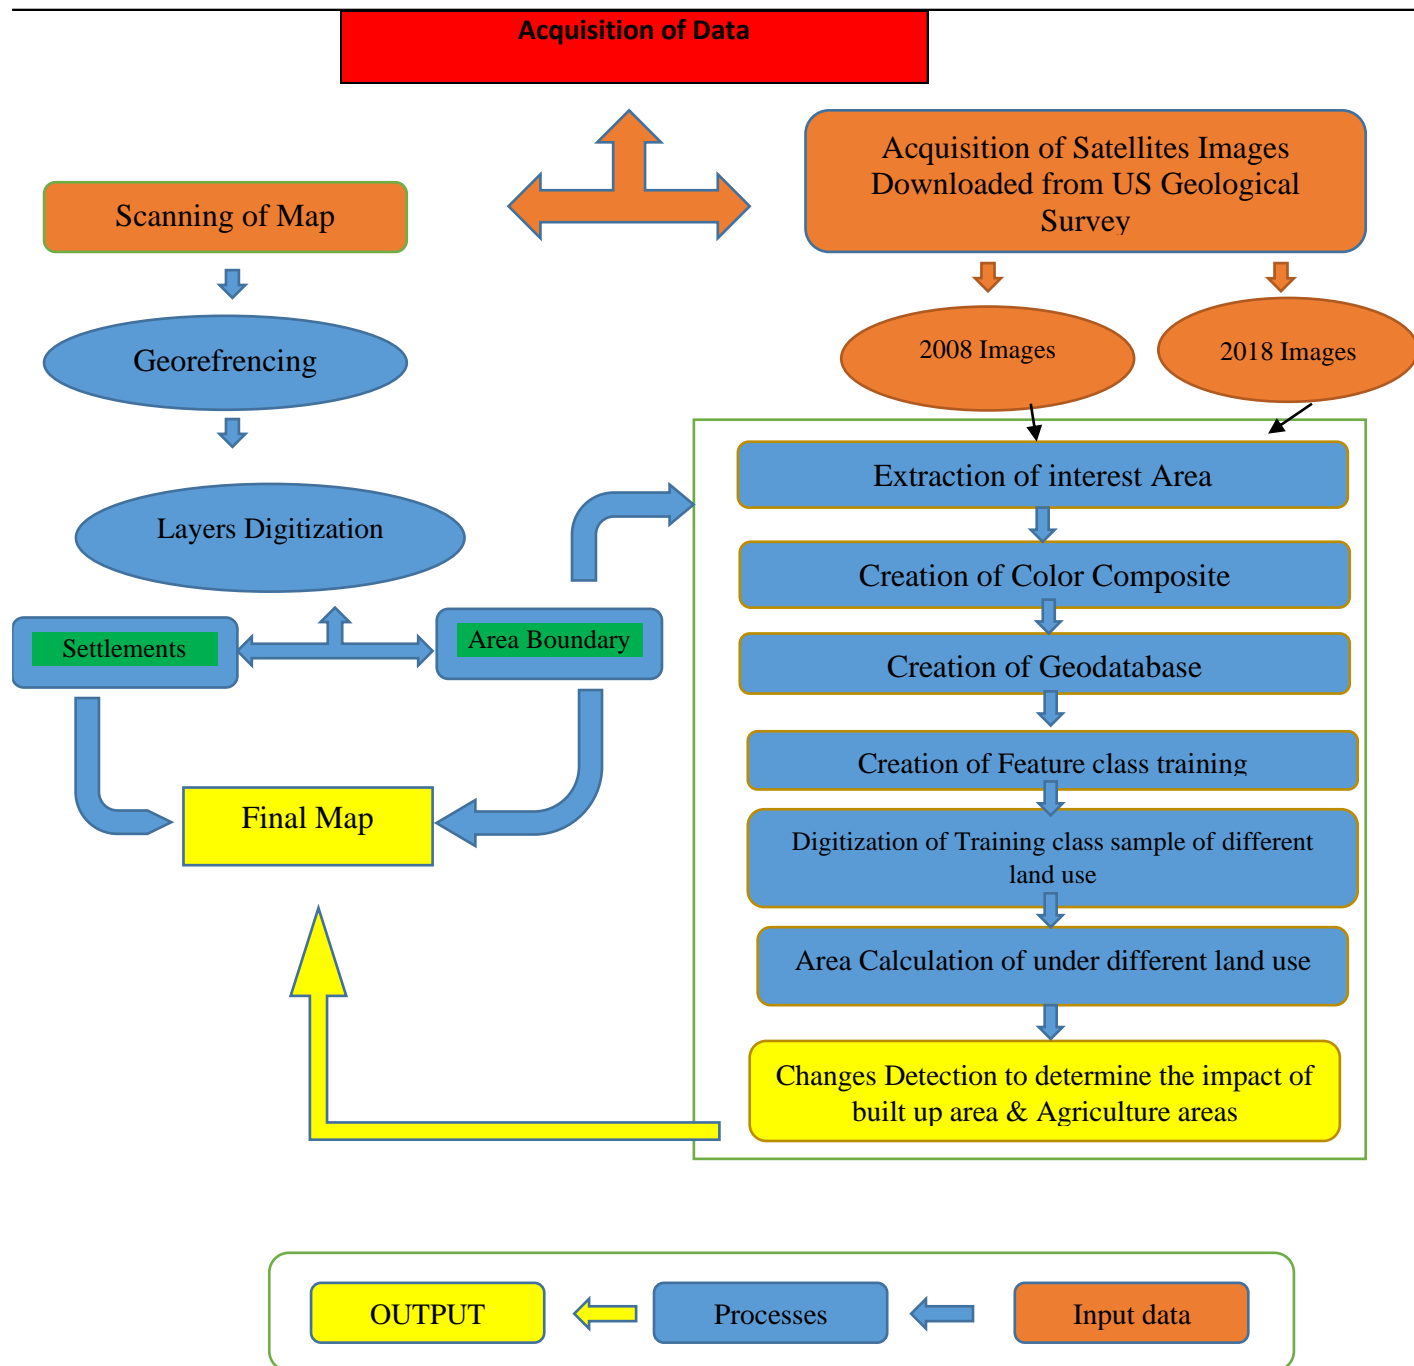 Acquisition of Data
Scanning of Map
Acquisition of Satellites Images
Downloaded from US Geological
Survey
Georefrencing
2008 Images
2018 Images
Layers Digitization
Settlements
Area Boundary
Final Map
Extraction of interest Area
Creation of Color Composite
Creation of Geodatabase
Creation of Feature class training
Digitization of Training class sample of different
land use
Area Calculation of under different land use
Changes Detection to determine the impact of
built up area & Agriculture areas
OUTPUT
Processes
Input data